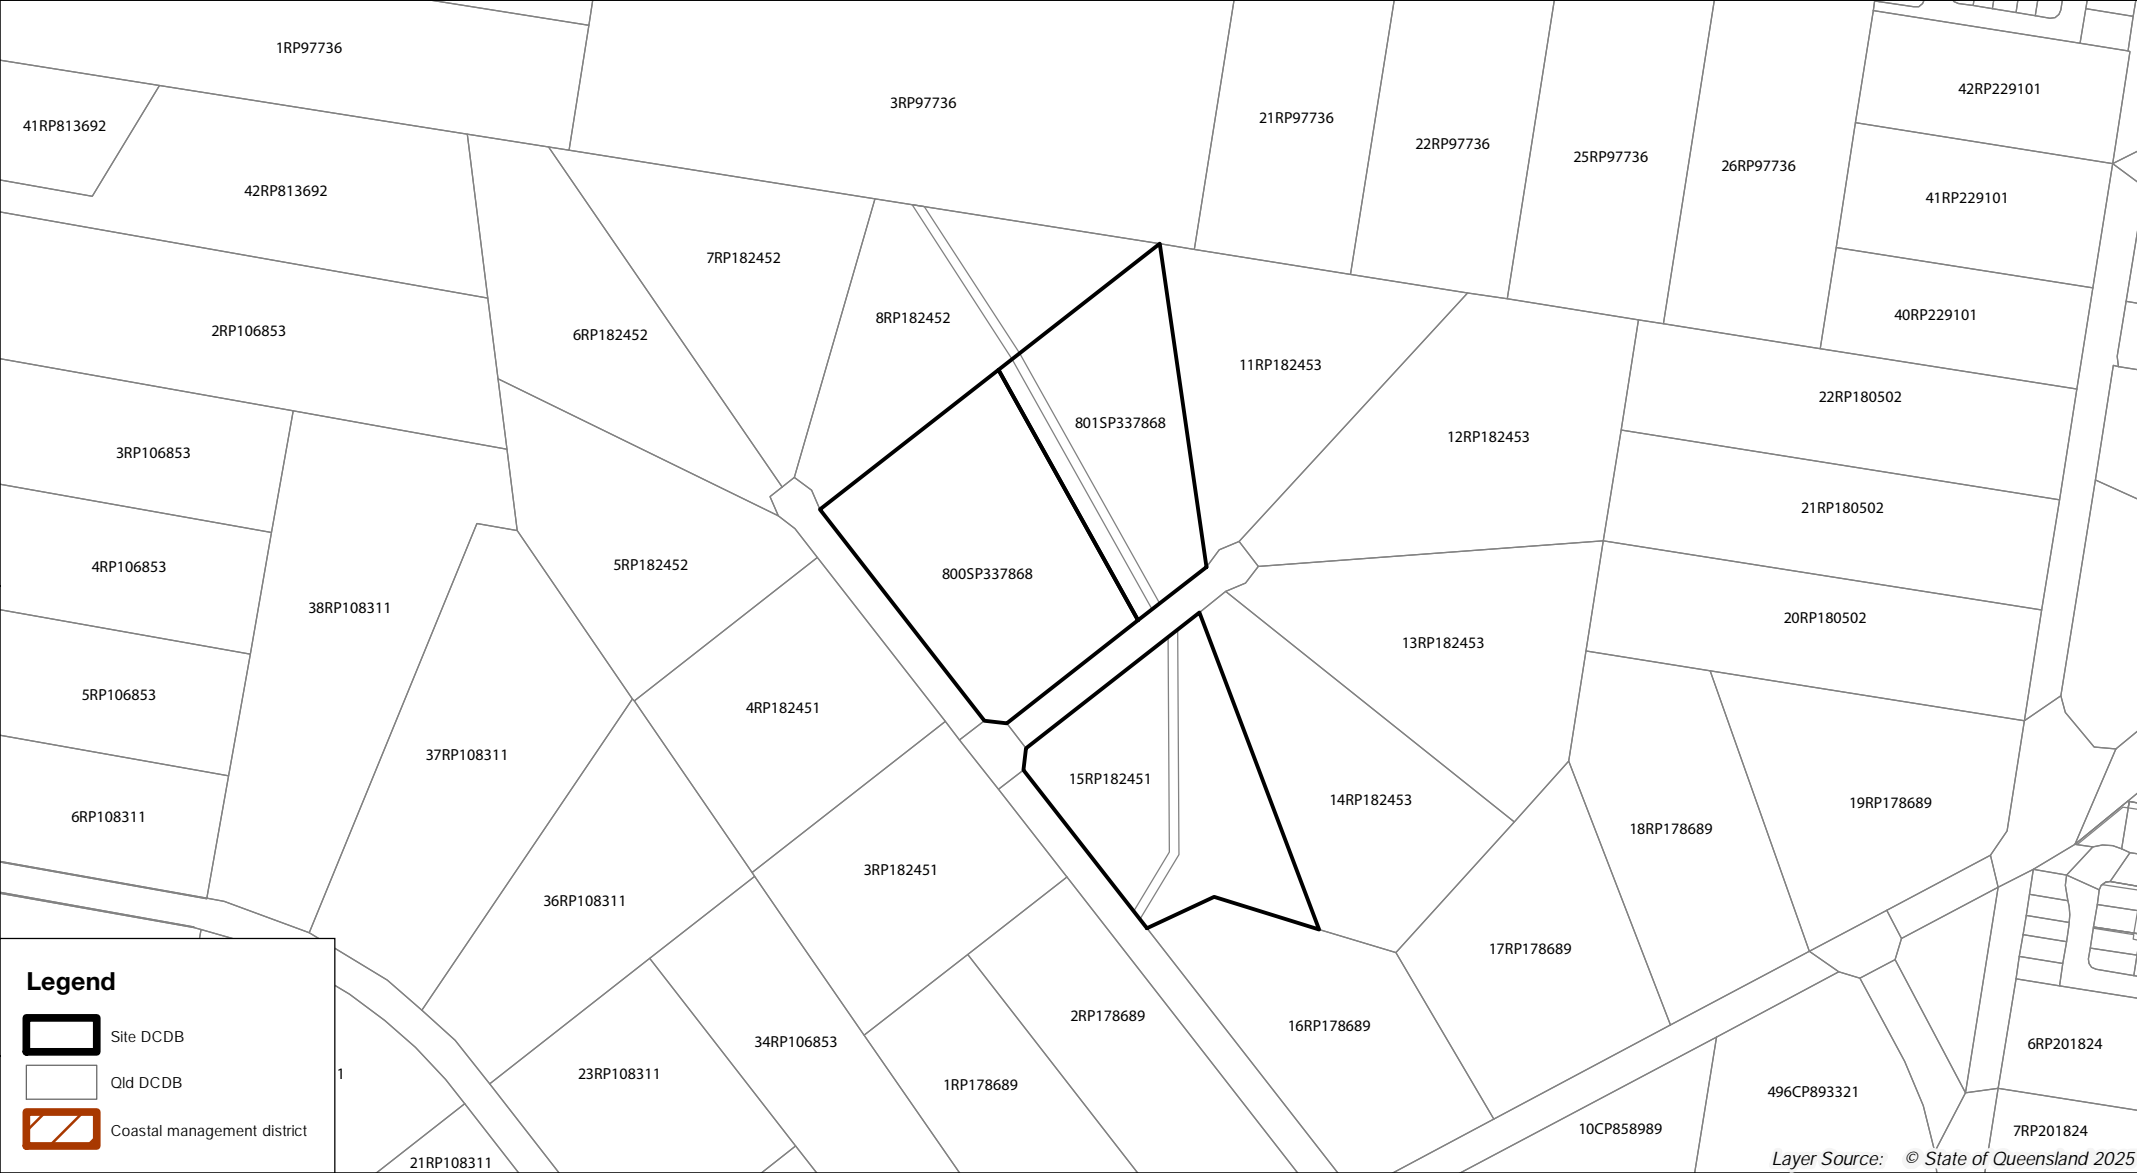 1RP97736
42RP229101
3RP97736
21RP97736
41RP813692
22RP97736
25RP97736
26RP97736
42RP813692
41RP229101
7RP182452
40RP229101
8RP182452
2RP106853
6RP182452
11RP182453
22RP180502
801SP337868
12RP182453
3RP106853
21RP180502
4RP106853
5RP182452
800SP337868
38RP108311
20RP180502
13RP182453
5RP106853
4RP182451
37RP108311
15RP182451
14RP182453
19RP178689
6RP108311
18RP178689
3RP182451
36RP108311
17RP178689
2RP178689
16RP178689
34RP106853
6RP201824
23RP108311
1
1RP178689
496CP893321
10CP858989
7RP201824
21RP108311
Legend
Site DCDB
Qld DCDB
Coastal management district
Layer Source: © State of Queensland 2025